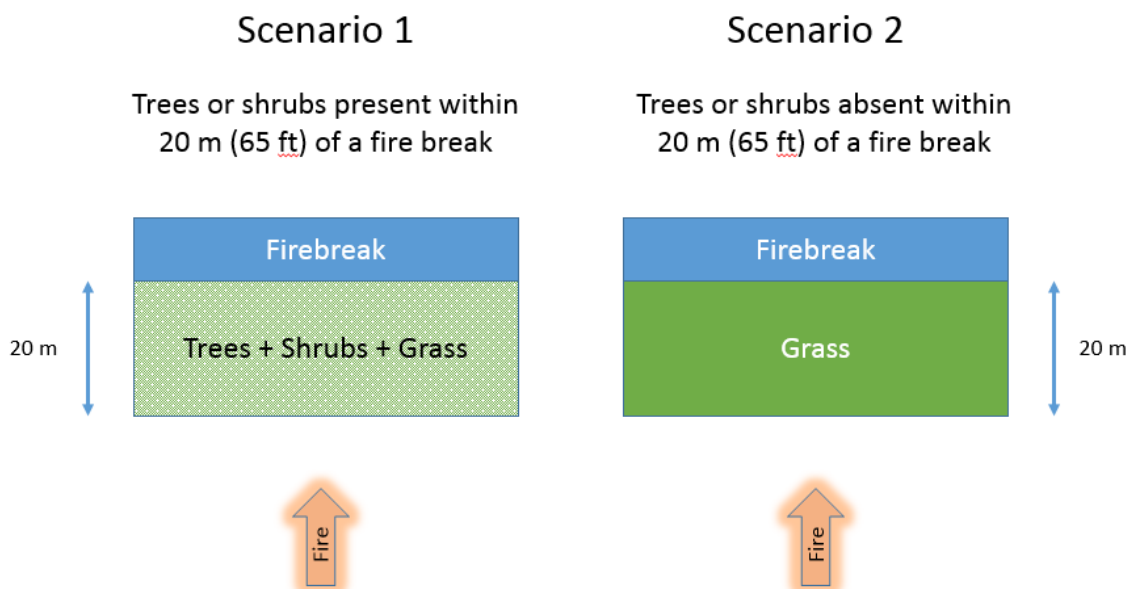 Scenario 1
Trees or shrubs present within
20 m (65 ft) of a fire break
Firebreak
20 m
Trees + Shrubs + Grass
Fire
Scenario 2
Trees or shrubs absent within
20 m (65 ft) of a fire break
Firebreak
Grass
20 m
Fire